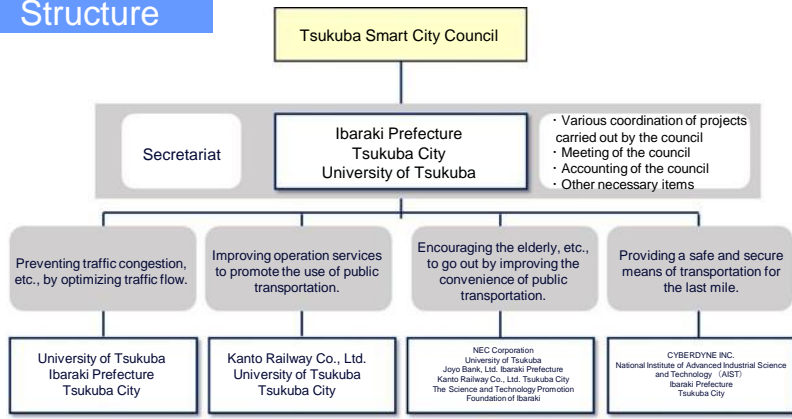 Structure
Tsukuba Smart City Council
Secretariat
Ibaraki Prefecture
Tsukuba City
University of Tsukuba
・Various coordination of projects
carried out by the council
・Meeting of the council
・Accounting of the council
・Other necessary items
Preventing traffic congestion,
etc., by optimizing traffic flow.
Improving operation services
to promote the use of public
transportation.
Encouraging the elderly, etc.,
to go out by improving the
convenience of public
transportation.
Providing a safe and secure
means of transportation for
the last mile.
University of Tsukuba
Ibaraki Prefecture
Tsukuba City
Kanto Railway Co., Ltd.
University of Tsukuba
Tsukuba City
NEC Corporation
University of Tsukuba
Joyo Bank, Ltd. Ibaraki Prefecture
Kanto Railway Co., Ltd. Tsukuba City
The Science and Technology Promotion
Foundation of Ibaraki
CYBERDYNE INC.
National Institute of Advanced Industrial Science
and Technology （AIST）
Ibaraki Prefecture
Tsukuba City